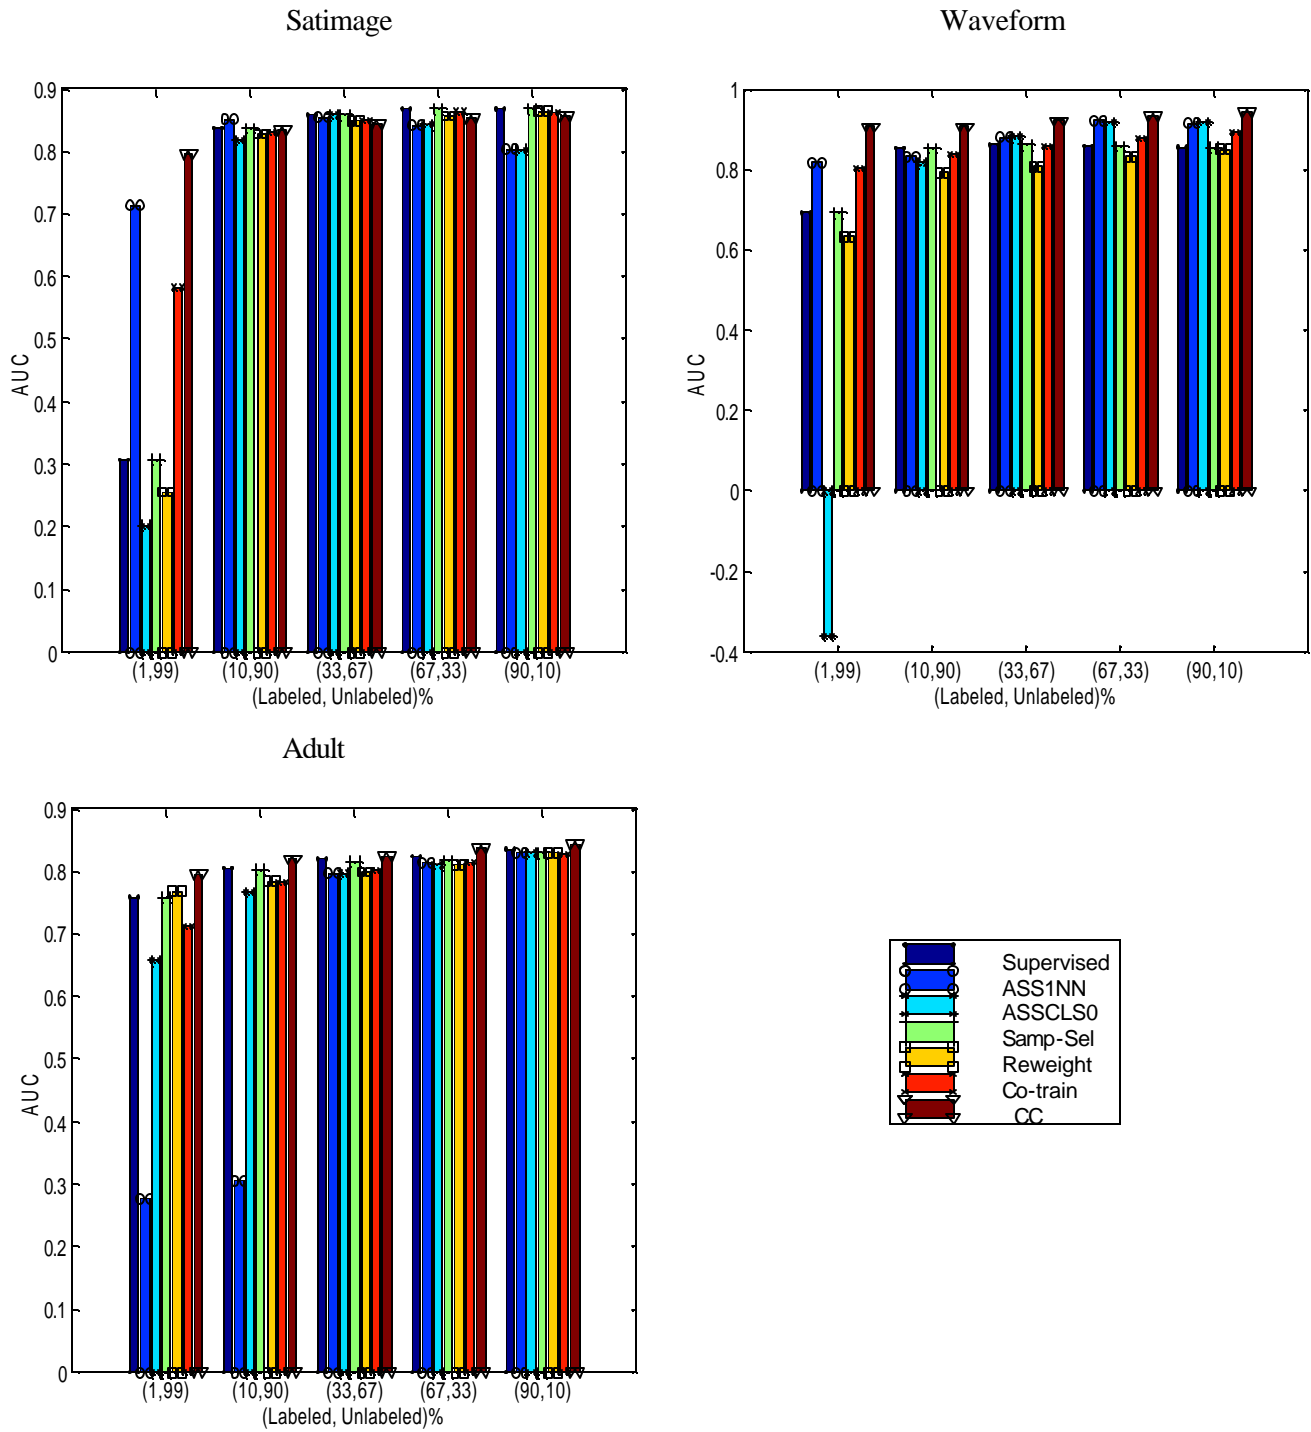 Satimage
0.9
0.8
0.7
0.6
0.5
0.4
0.3
0.2
0.1
0
AUC
(1,99) (10,90) (33,67) (67,33) (90,10)
(Labeled, Unlabeled)%
Waveform
1
0.8
0.6
0.4
0.2
0
-0.2
-0.4
AUC
(1,99) (10,90) (33,67) (67,33) (90,10)
(Labeled, Unlabeled)%
Adult
0.9
0.8
0.7
0.6
0.5
0.4
0.3
0.2
0.1
0
AUC
(1,99) (10,90) (33,67) (67,33) (90,10)
(Labeled, Unlabeled)%
Supervised
ASS1NN
ASSCLS0
Samp-Sel
Reweight
Co-train
CC